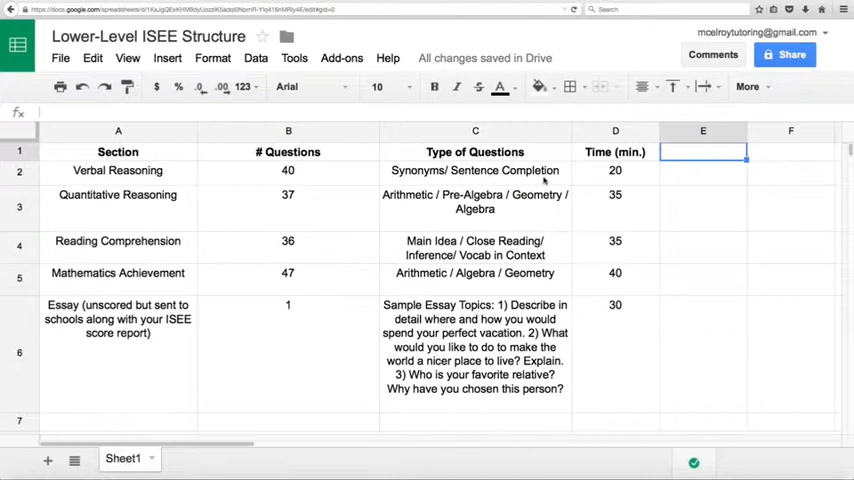 Search
Lower-Level ISEE Structure
mcelroytutoring@gmail.com
File Edit View Insert Format Data Tools Add-ons Help All changes saved in Drive
Comments
Share
$ % .0 .00 123 Arial 10 B I S A More
fx
A B C D E F
1 Section # Questions Type of Questions Time (min.)
2 Verbal Reasoning 40 Synonyms/ Sentence Completion 20
3 Quantitative Reasoning 37 Arithmetic / Pre-Algebra / Geometry / 35
Algebra
4 Reading Comprehension 36 Main Idea / Close Reading/ 35
Inference/ Vocab in Context
5 Mathematics Achievement 47 Arithmetic / Algebra / Geometry 40
6 Essay (unscored but sent to 1 Sample Essay Topics: 1) Describe in 30
schools along with your ISEE detail where and how you would
score report) spend your perfect vacation. 2) What
would you like to do to make the
world a nicer place to live? Explain.
3) Who is your favorite relative?
Why have you chosen this person?
7
Sheet1